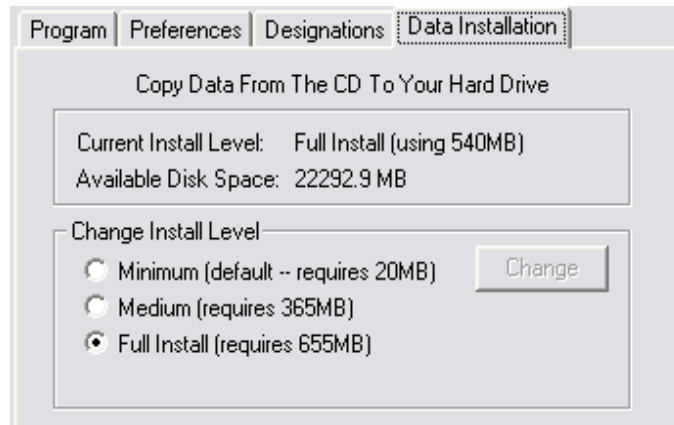 Program Preferences Designations Data Installation
Copy Data From The CD To Your Hard Drive
Current Install Level: Full Install (using 540MB)
Available Disk Space: 22292.9 MB
Change Install Level
Minimum (default -- requires 20MB) Change
Medium (requires 365MB)
Full Install (requires 655MB)